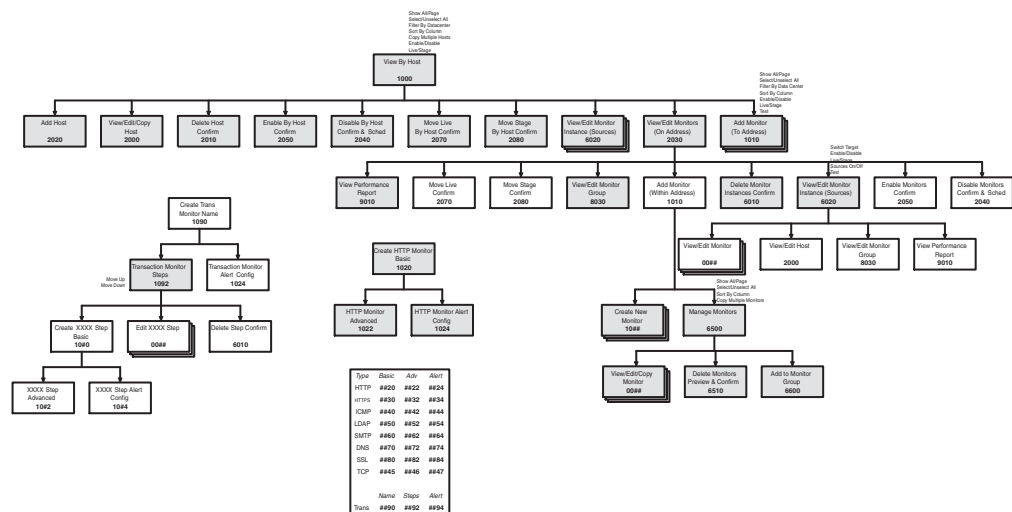 Show All/Page
Select/Unselect All
Filter By Datacenter
Sort By Column
Copy Multiple Hosts
Enable/Disable
Live/Stage
View By Host
1000
Show All/Page
Select/Unselect All
Filter By Data Center
Sort By Column
Enable/Disable
Live/Stage
Test
Add Host
2020
View/Edit/Copy
Host
2000
Delete Host
Confirm
2010
Enable By Host
Confirm
2050
Disable By Host
Confirm & Sched
2040
Move Live
By Host Confirm
2070
Move Stage
By Host Confirm
2080
View/Edit Monitor
Instance (Sources)
6020
View/Edit Monitors
(On Address)
2030
Add Monitor
(To Address)
1010
Switch Target
Enable/Disable
Live/Stage
Sources On/Off
Test
View Performance
Report
9010
Move Live
Confirm
2070
Move Stage
Confirm
2080
View/Edit Monitor
Group
8030
Add Monitor
(Within Address)
1010
Delete Monitor
Instances Confirm
6010
View/Edit Monitor
Instance (Sources)
6020
Enable Monitors
Confirm
2050
Disable Monitors
Confirm & Sched
2040
Create Trans
Monitor Name
1090
View/Edit Monitor
00##
View/Edit Host
2000
View/Edit Monitor
Group
8030
View Performance
Report
9010
Move Up
Move Down
Transaction Monitor
Steps
1092
Transaction Monitor
Alert Config
1024
Create HTTP Monitor
Basic
1020
Show All/Page
Select/Unselect All
Sort By Column
Copy Multiple Monitors
Create XXXX Step
Basic
10#0
Edit XXXX Step
00##
Delete Step Confirm
6010
HTTP Monitor
Advanced
1022
HTTP Monitor Alert
Config
1024
Create New
Monitor
10##
Manage Monitors
6500
XXXX Step
Advanced
10#2
XXXX Step Alert
Config
10#4
View/Edit/Copy
Monitor
00##
Delete Monitors
Preview & Confirm
6510
Add to Monitor
Group
6600
Type Basic Adv Alert
HTTP ##20 ##22 ##24
HTTPS ##30 ##32 ##34
ICMP ##40 ##42 ##44
LDAP ##50 ##52 ##54
SMTP ##60 ##62 ##64
DNS ##70 ##72 ##74
SSL ##80 ##82 ##84
TCP ##45 ##46 ##47
Name Steps Alert
Trans ##90 ##92 ##94